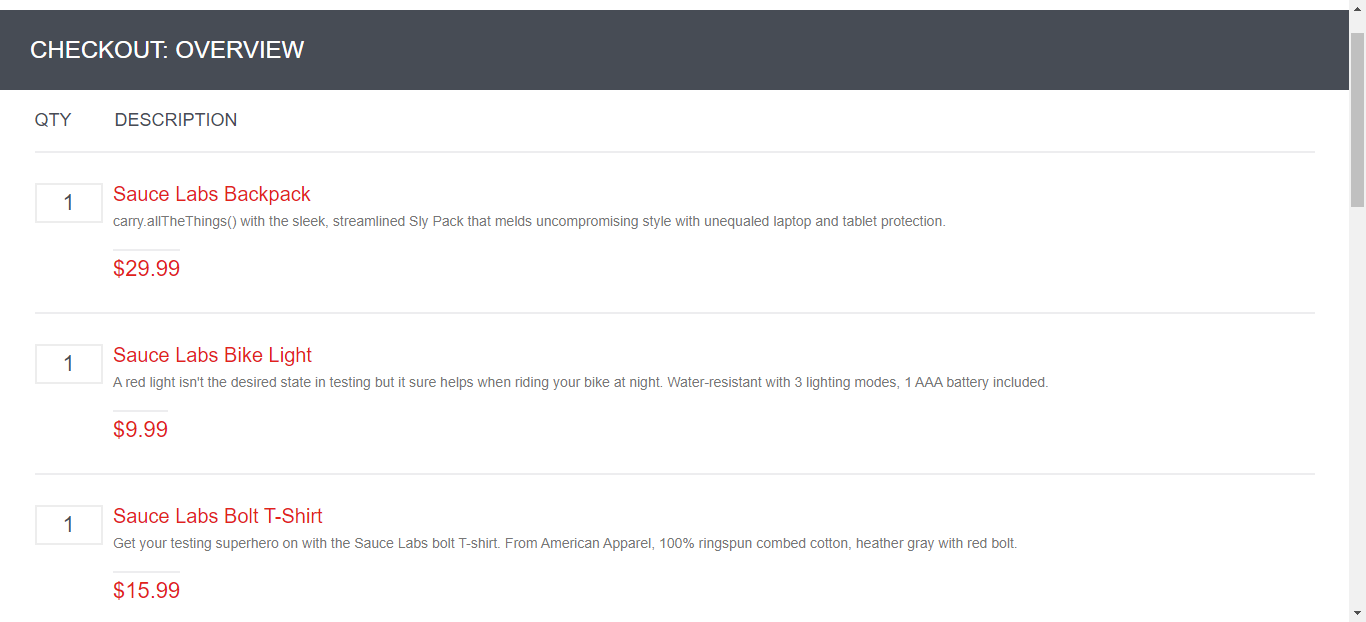 CHECKOUT: OVERVIEW
QTY DESCRIPTION
1 Sauce Labs Backpack
carry.allTheThings() with the sleek, streamlined Sly Pack that melds uncompromising style with unequaled laptop and tablet protection.
$29.99
1 Sauce Labs Bike Light
A red light isn't the desired state in testing but it sure helps when riding your bike at night. Water-resistant with 3 lighting modes, 1 AAA battery included.
$9.99
1 Sauce Labs Bolt T-Shirt
Get your testing superhero on with the Sauce Labs bolt T-shirt. From American Apparel, 100% ringspun combed cotton, heather gray with red bolt.
$15.99